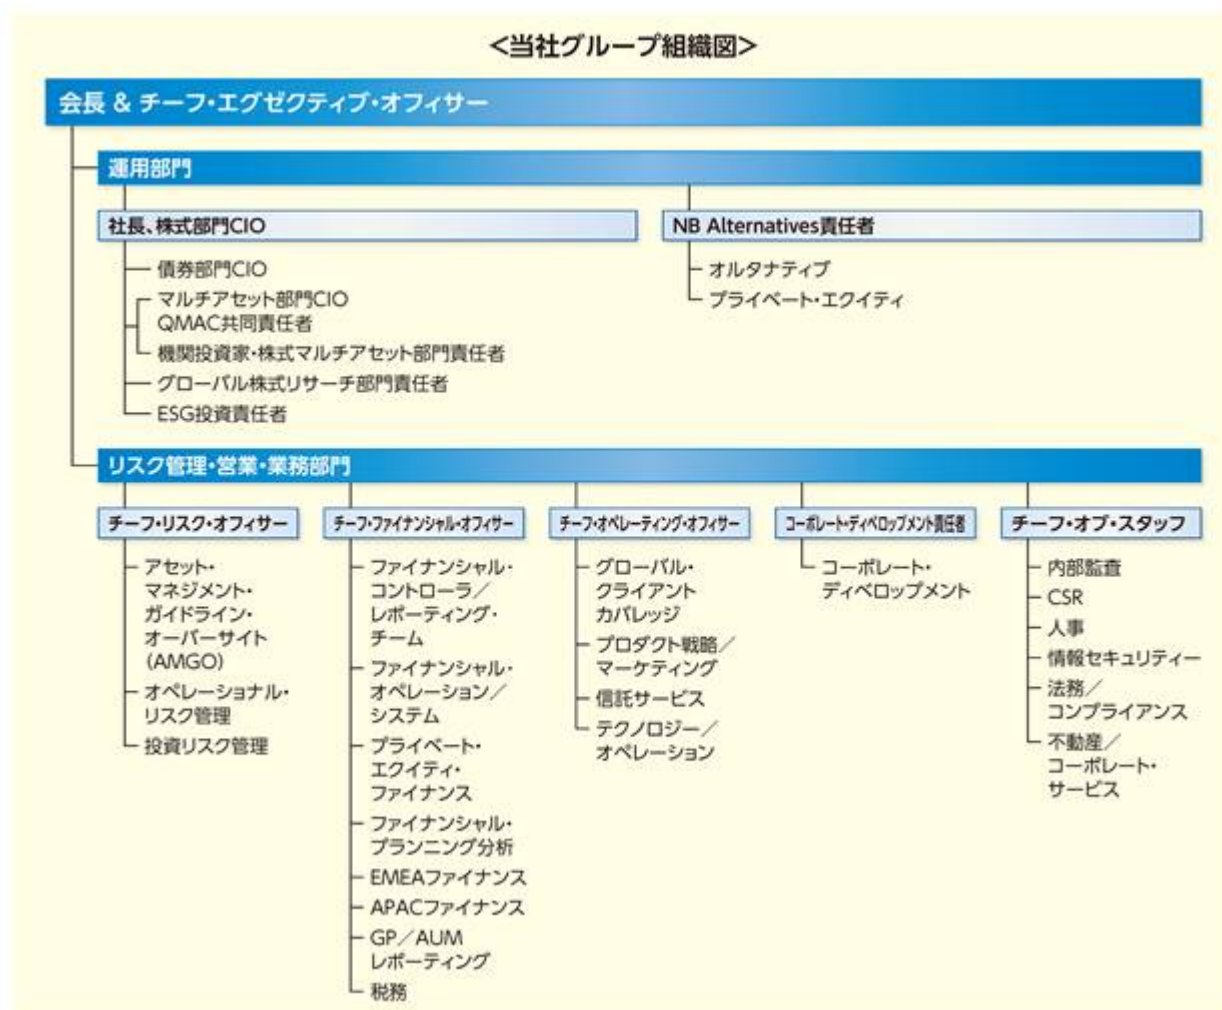 <当社グループ組織図>
会長 & チーフ・エグゼクティブ・オフィサー
運用部門
社長、株式部門CIO
債券部門CIO
マルチアセット部門CIO
QMAC共同責任者
機関投資家・株式マルチアセット部門責任者
グローバル株式リサーチ部門責任者
ESG投資責任者
NB Alternatives責任者
オルタナティブ
プライベート・エクイティ
リスク管理・営業・業務部門
チーフ・リスク・オフィサー
アセット・
マネジメント・
ガイドライン・
オーバーサイト
(AMGO)
オペレーショナル・
リスク管理
投資リスク管理
チーフ・ファイナンシャル・オフィサー
ファイナンシャル・
コントローラ／
レポーティング・
チーム
ファイナンシャル・
オペレーション／
システム
プライベート・
エクイティ・
ファイナンス
ファイナンシャル・
プランニング分析
EMEAファイナンス
APACファイナンス
GP／AUM
レポーティング
税務
チーフ・オペレーティング・オフィサー
グローバル・
クライアント
カバレッジ
プロダクト戦略／
マーケティング
信託サービス
テクノロジー／
オペレーション
コーポレート・ディベロップメント責任者
コーポレート・
ディベロップメント
チーフ・オブ・スタッフ
内部監査
CSR
人事
情報セキュリティー
法務／
コンプライアンス
不動産／
コーポレート・
サービス